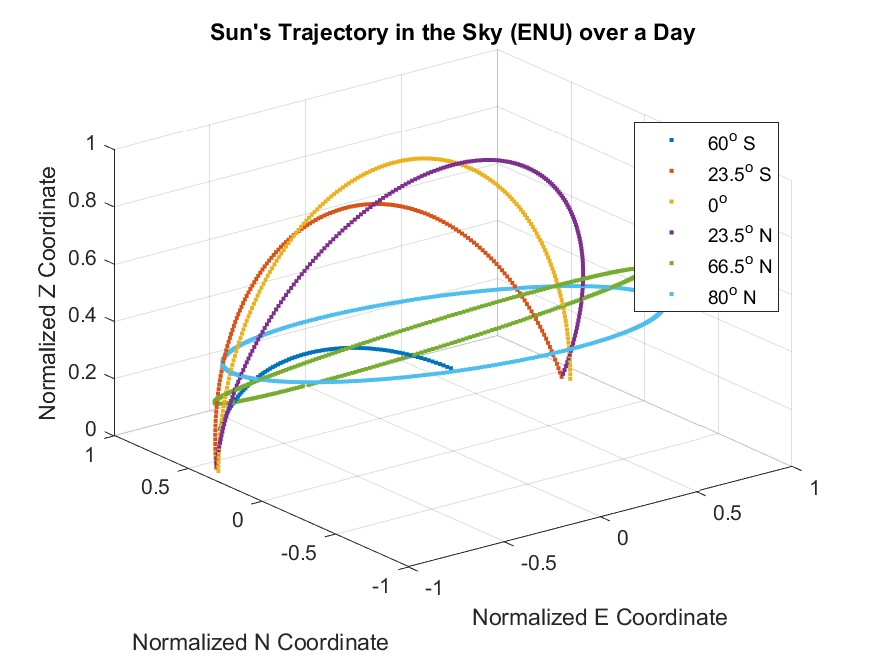 Sun's Trajectory in the Sky (ENU) over a Day
60° S
23.5° S
0°
23.5° N
66.5° N
80° N
Normalized Z Coordinate
1
0.8
0.6
0.4
0.2
0
1
0.5
0
-0.5
-1
Normalized N Coordinate
-1
-0.5
0
0.5
1
Normalized E Coordinate